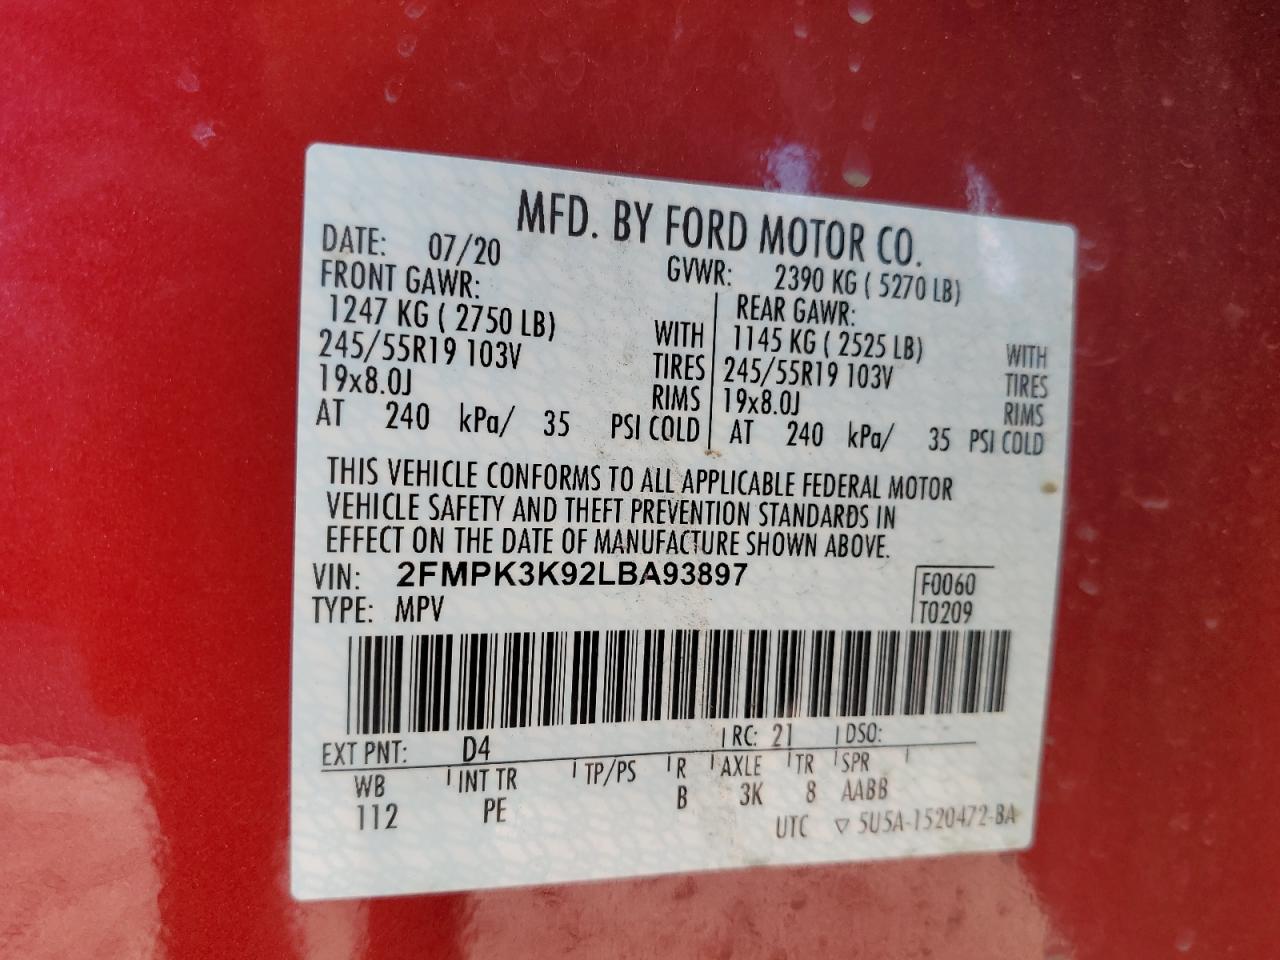 MFD. BY FORD MOTOR CO.
DATE: 07/20 GVWR: 2390 KG ( 5270 LB)
FRONT GAWR: REAR GAWR:
1247 KG ( 2750 LB) WITH 1145 KG ( 2525 LB) WITH
245/55R19 103V TIRES 245/55R19 103V TIRES
19x8.0J RIMS 19x8.0J RIMS
AT 240 kPa/ 35 PSI COLD AT 240 kPa/ 35 PSI COLD
THIS VEHICLE CONFORMS TO ALL APPLICABLE FEDERAL MOTOR
VEHICLE SAFETY AND THEFT PREVENTION STANDARDS IN
EFFECT ON THE DATE OF MANUFACTURE SHOWN ABOVE.
VIN: 2FMPK3K92LBA93897 F0060
TYPE: MPV T0209
EXT PNT: D4 RC: 21 DSO:
WB INT TR TP/PS R AXLE TR SPR
112 PE B 3K 8 AABB
UTC ▽ 5U5A-1520472-BA